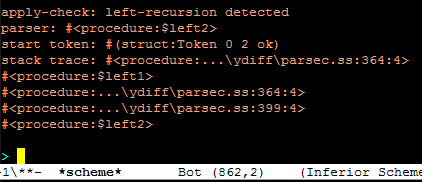 apply-check: left-recursion detected
parser: #<procedure:$left2>
start token: #(struct:Token 0 2 ok)
stack trace: #<procedure:...\ydiff\parsec.ss:364:4>
#<procedure:$left1>
#<procedure:...\ydiff\parsec.ss:364:4>
#<procedure:...\ydiff\parsec.ss:399:4>
#<procedure:$left2>
>
-1\**- *scheme* Bot (862,2) (Inferior Scheme